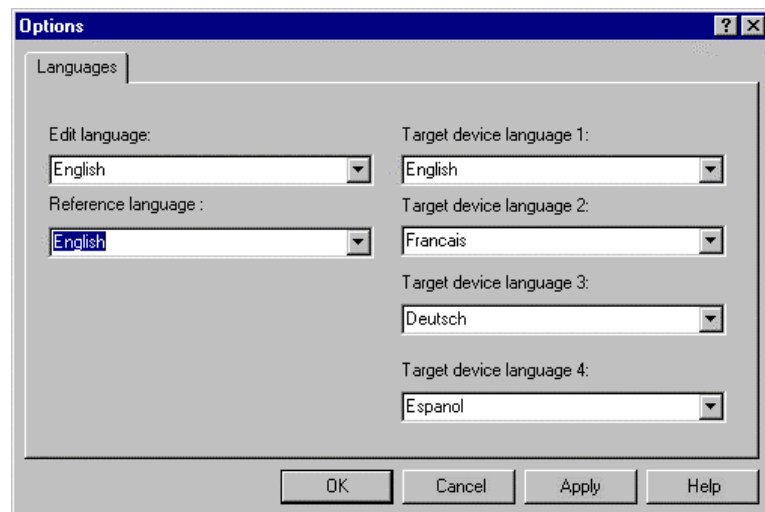 Options
Languages
Edit language:
English
Reference language :
English
Target device language 1:
English
Target device language 2:
Francais
Target device language 3:
Deutsch
Target device language 4:
Espanol
OK
Cancel
Apply
Help